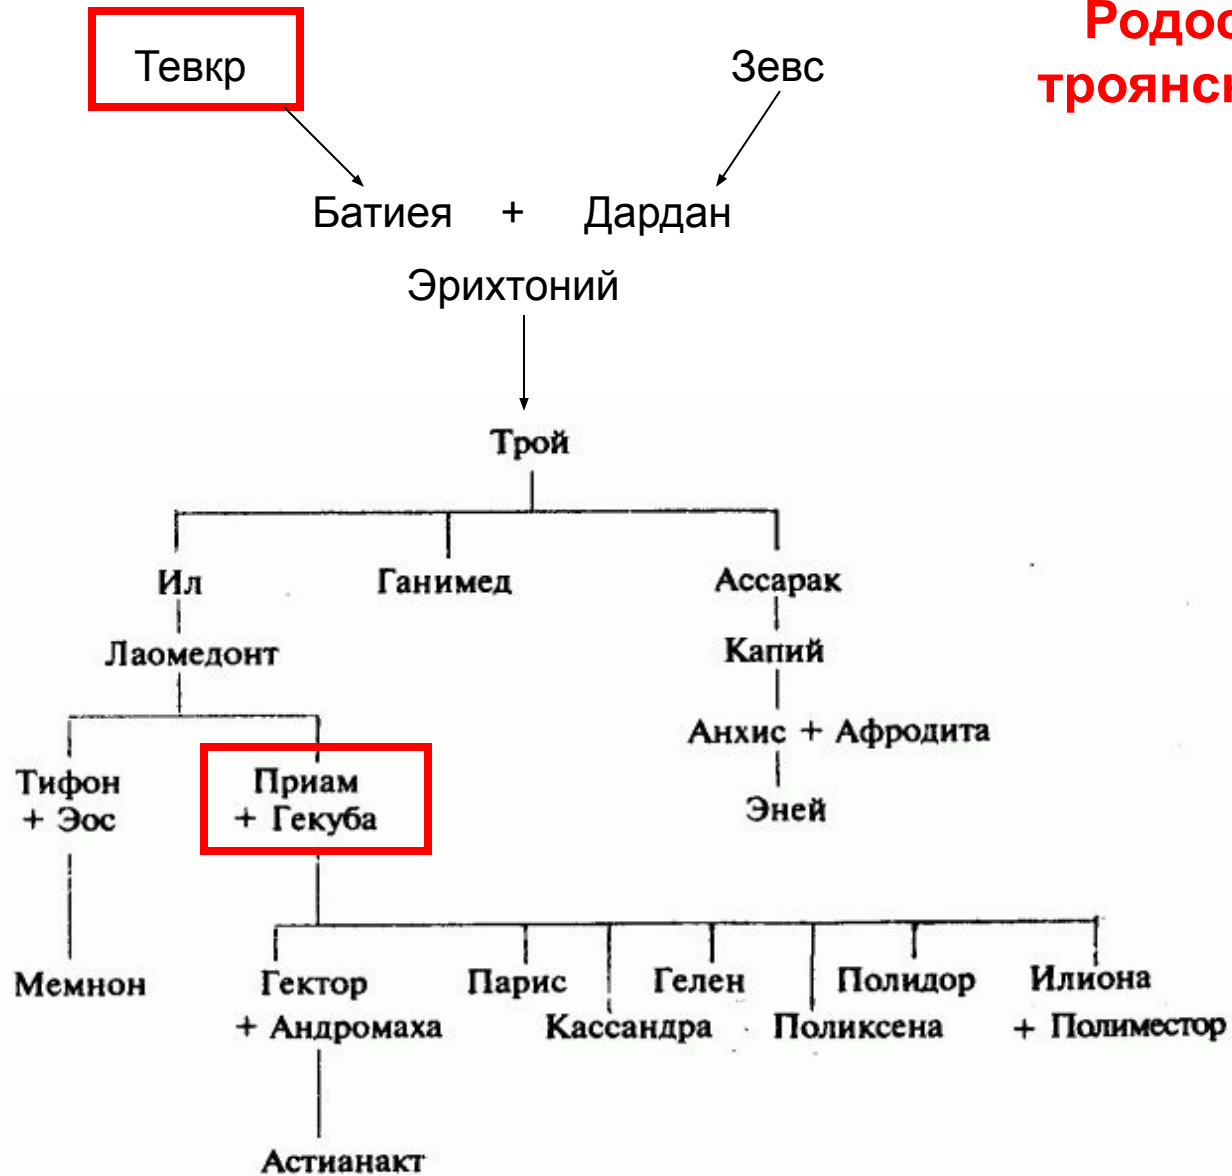 Родос
троянск
Тевкр Зевс
Батиея + Дардан
Эрихтоний
Трой
Ил Ганимед Ассарак
Лаомедонт Капий
Анхис + Афродита
Тифон Приам
+ Эос + Гекуба Эней
Мемнон Гектор Парис Гелен Полидор Илиона
+ Андромаха Кассандра Поликсена + Полиместор
Астианакт